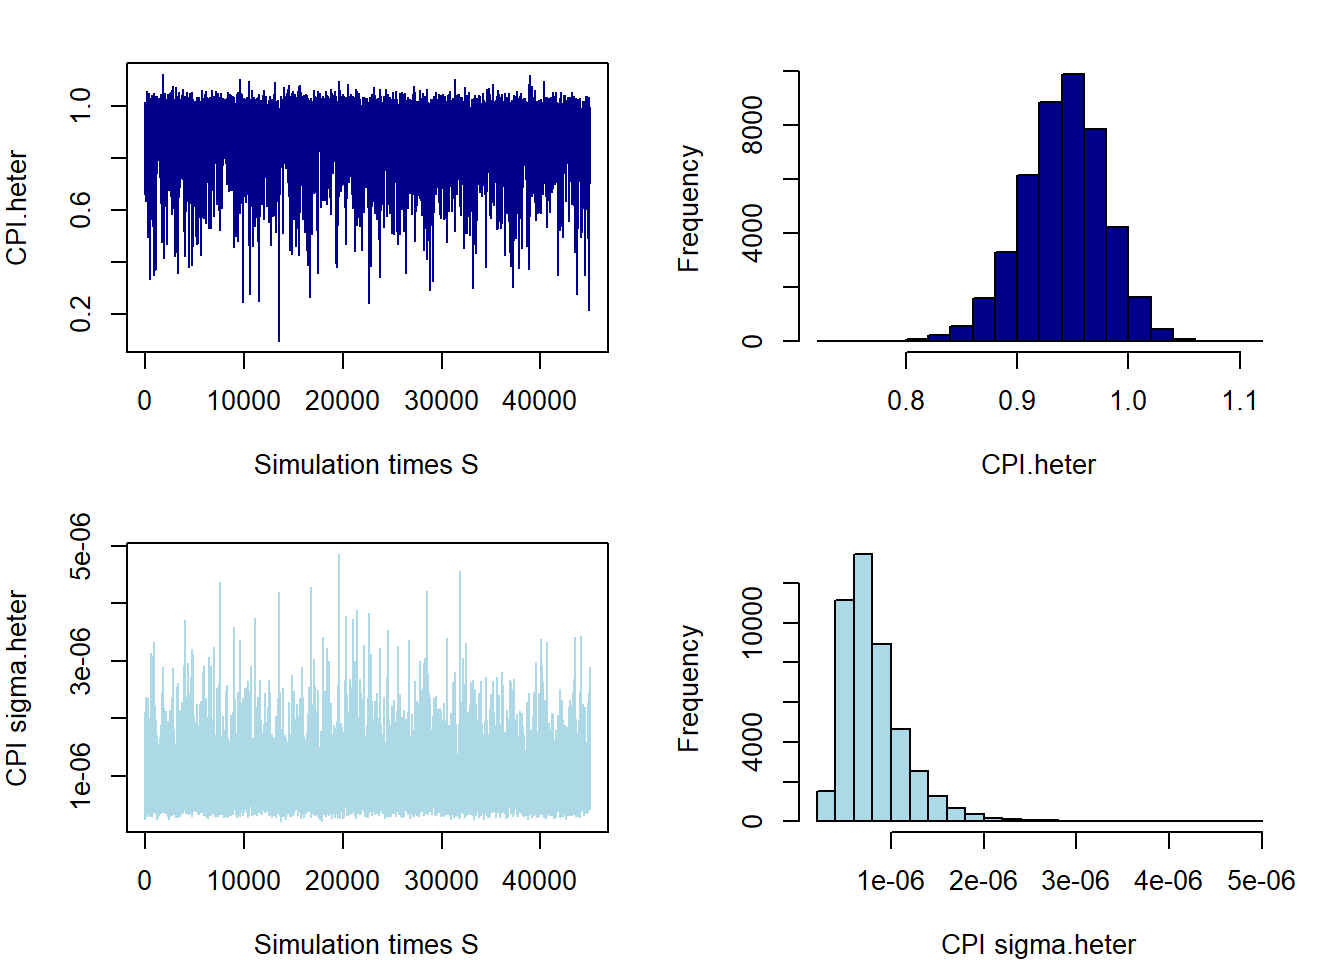 CPI.heter
0.2
0.6
1.0
0
10000
20000
30000
40000
Simulation times S
Frequency
0
4000
8000
0.8
0.9
1.0
1.1
CPI.heter
CPI sigma.heter
1e-06
3e-06
5e-06
0
10000
20000
30000
40000
Simulation times S
Frequency
0
4000
10000
1e-06
2e-06
3e-06
4e-06
5e-06
CPI sigma.heter